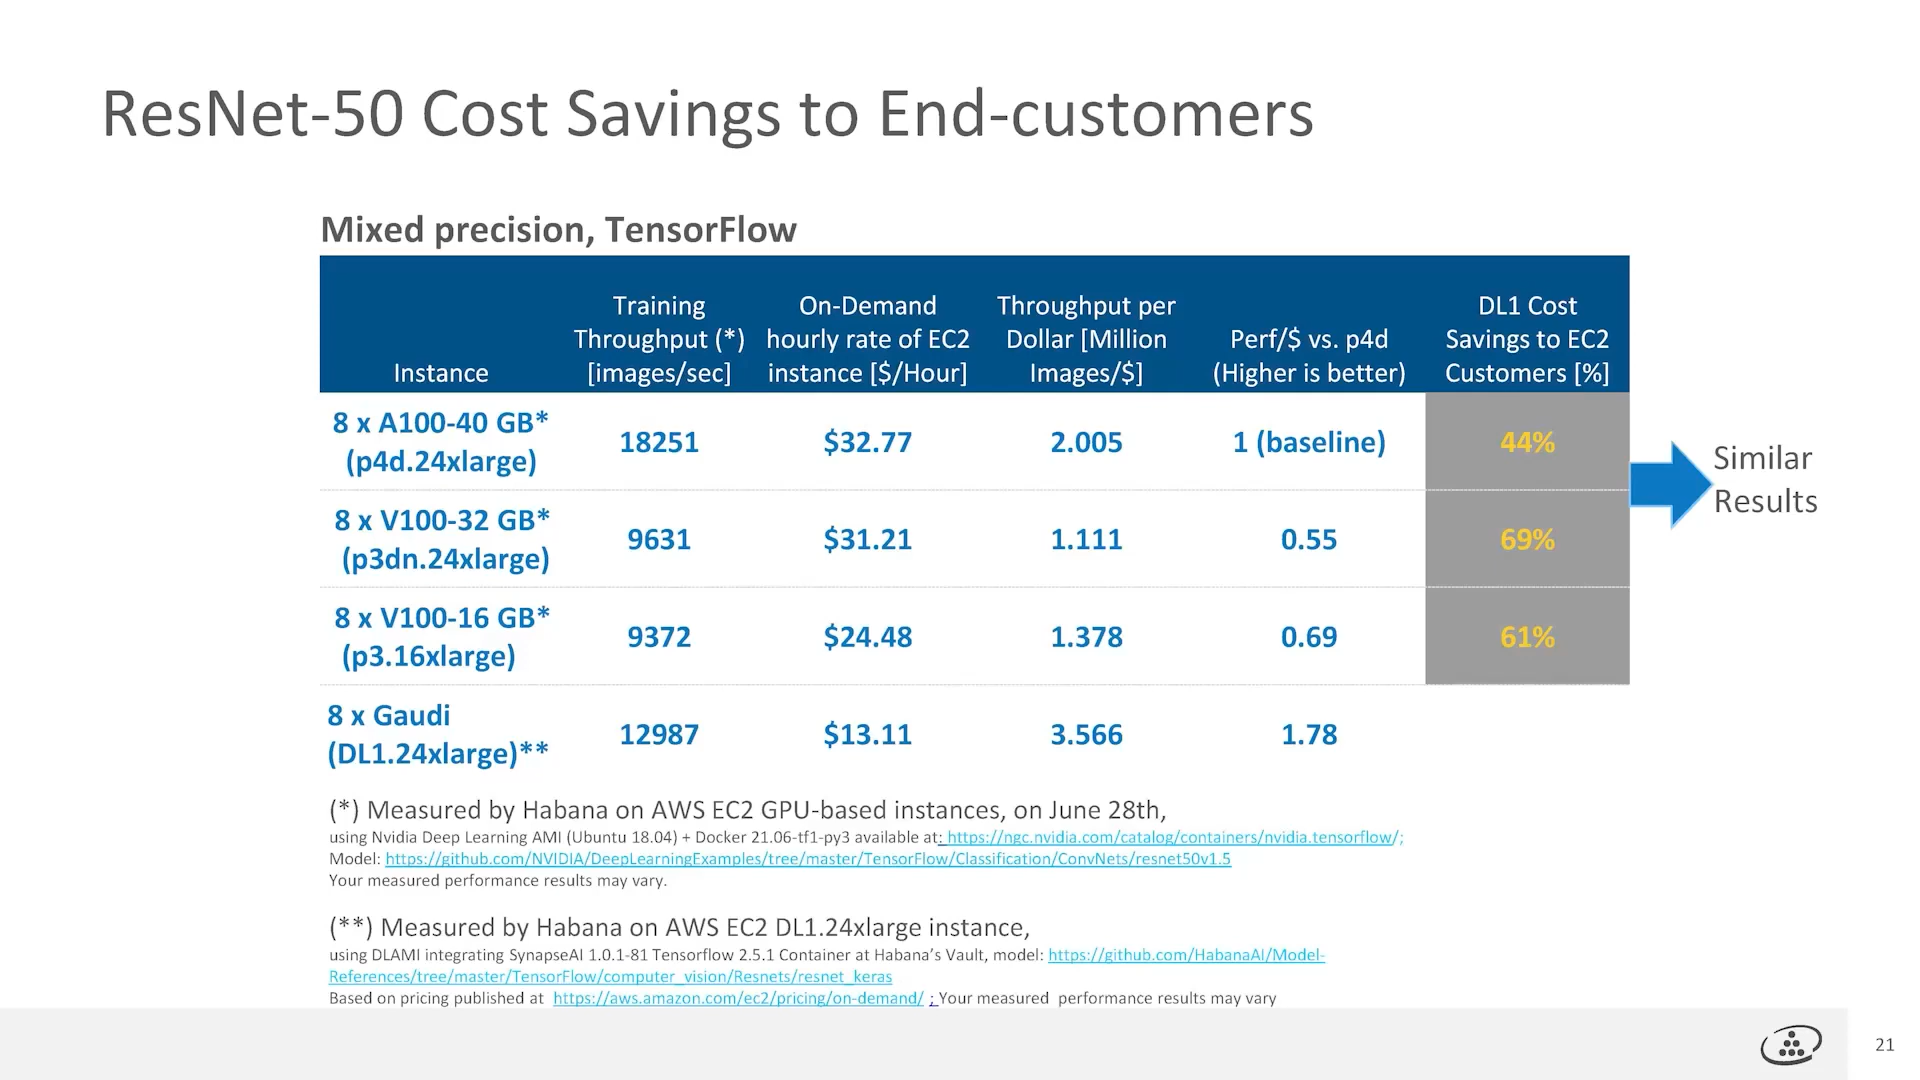 ResNet-50 Cost Savings to End-customers
Mixed precision, TensorFlow
Instance
Training
Throughput (*)
[images/sec]
On-Demand
hourly rate of EC2
instance [$/Hour]
Throughput per
Dollar [Million
Images/$]
Perf/$ vs. p4d
(Higher is better)
DL1 Cost
Savings to EC2
Customers [%]
8 x A100-40 GB*
(p4d.24xlarge)
18251
$32.77
2.005
1 (baseline)
44%
8 x V100-32 GB*
(p3dn.24xlarge)
9631
$31.21
1.111
0.55
69%
8 x V100-16 GB*
(p3.16xlarge)
9372
$24.48
1.378
0.69
61%
8 x Gaudi
(DL1.24xlarge)**
12987
$13.11
3.566
1.78
Similar
Results
(*) Measured by Habana on AWS EC2 GPU-based instances, on June 28th,
using Nvidia Deep Learning AMI (Ubuntu 18.04) + Docker 21.06-tf1-py3 available at: https://ngc.nvidia.com/catalog/containers/nvidia.tensorflow/;
Model: https://github.com/NVIDIA/DeepLearningExamples/tree/master/TensorFlow/Classification/ConvNets/resnet50v1.5
Your measured performance results may vary.
(**) Measured by Habana on AWS EC2 DL1.24xlarge instance,
using DLAMI integrating SynapseAI 1.0.1-81 Tensorflow 2.5.1 Container at Habana's Vault, model: https://github.com/HabanaAI/Model-
References/tree/master/TensorFlow/computer_vision/Resnets/resnet_keras
Based on pricing published at https://aws.amazon.com/ec2/pricing/on-demand/ ; Your measured performance results may vary
21